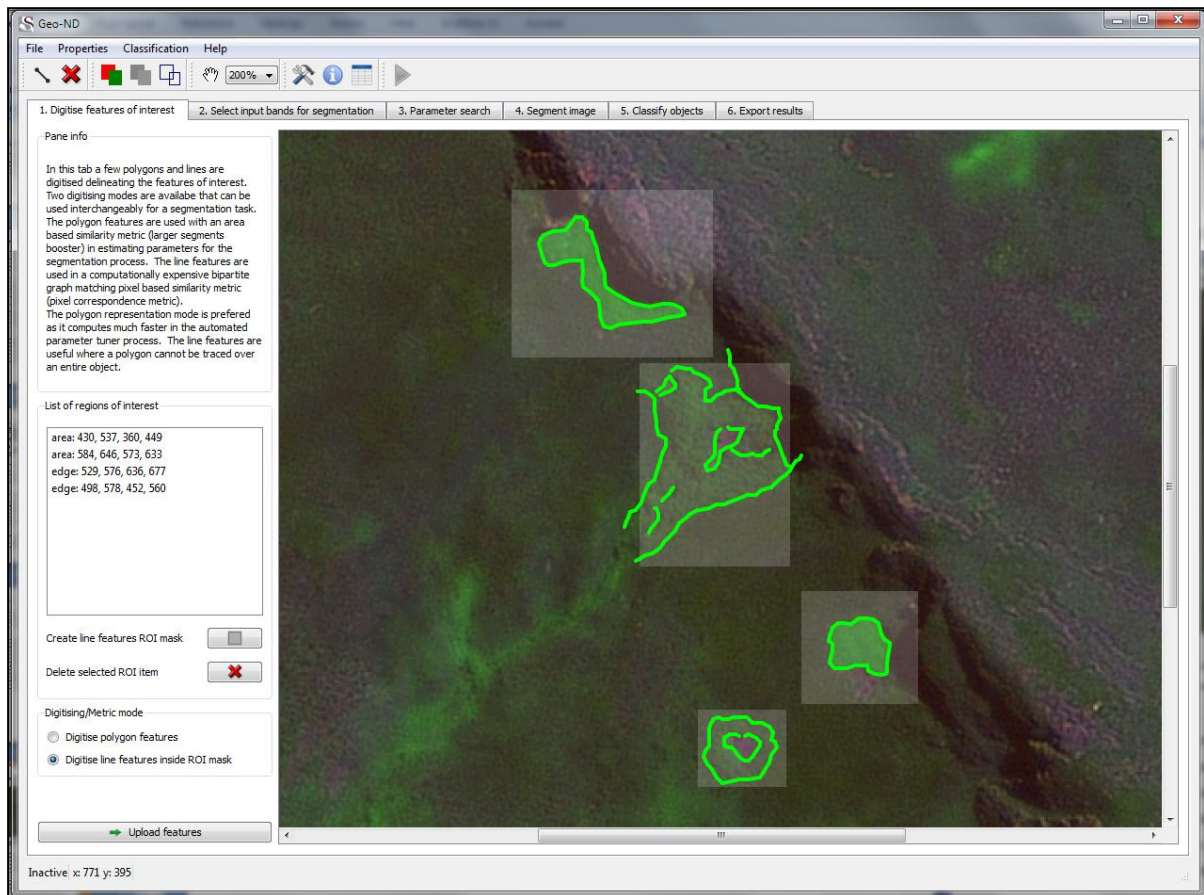 Geo-ND
File Properties Classification Help
200%
1. Digitise features of interest 2. Select input bands for segmentation 3. Parameter search 4. Segment image 5. Classify objects 6. Export results
Pane info
In this tab a few polygons and lines are
digitised delineating the features of interest.
Two digitising modes are availabe that can be
used interchangeably for a segmentation task.
The polygon features are used with an area
based similarity metric (larger segments
booster) in estimating parameters for the
segmentation process. The line features are
used in a computationally expensive bipartite
graph matching pixel based similarity metric
(pixel correspondence metric).
The polygon representation mode is prefered
as it computes much faster in the automated
parameter tuner process. The line features are
useful where a polygon cannot be traced over
an entire object.
List of regions of interest
area: 430, 537, 360, 449
area: 584, 646, 573, 633
edge: 529, 576, 636, 677
edge: 498, 578, 452, 560
Create line features ROI mask
Delete selected ROI item
Digitising/Metric mode
Digitise polygon features
Digitise line features inside ROI mask
Upload features
Inactive x: 771 y: 395